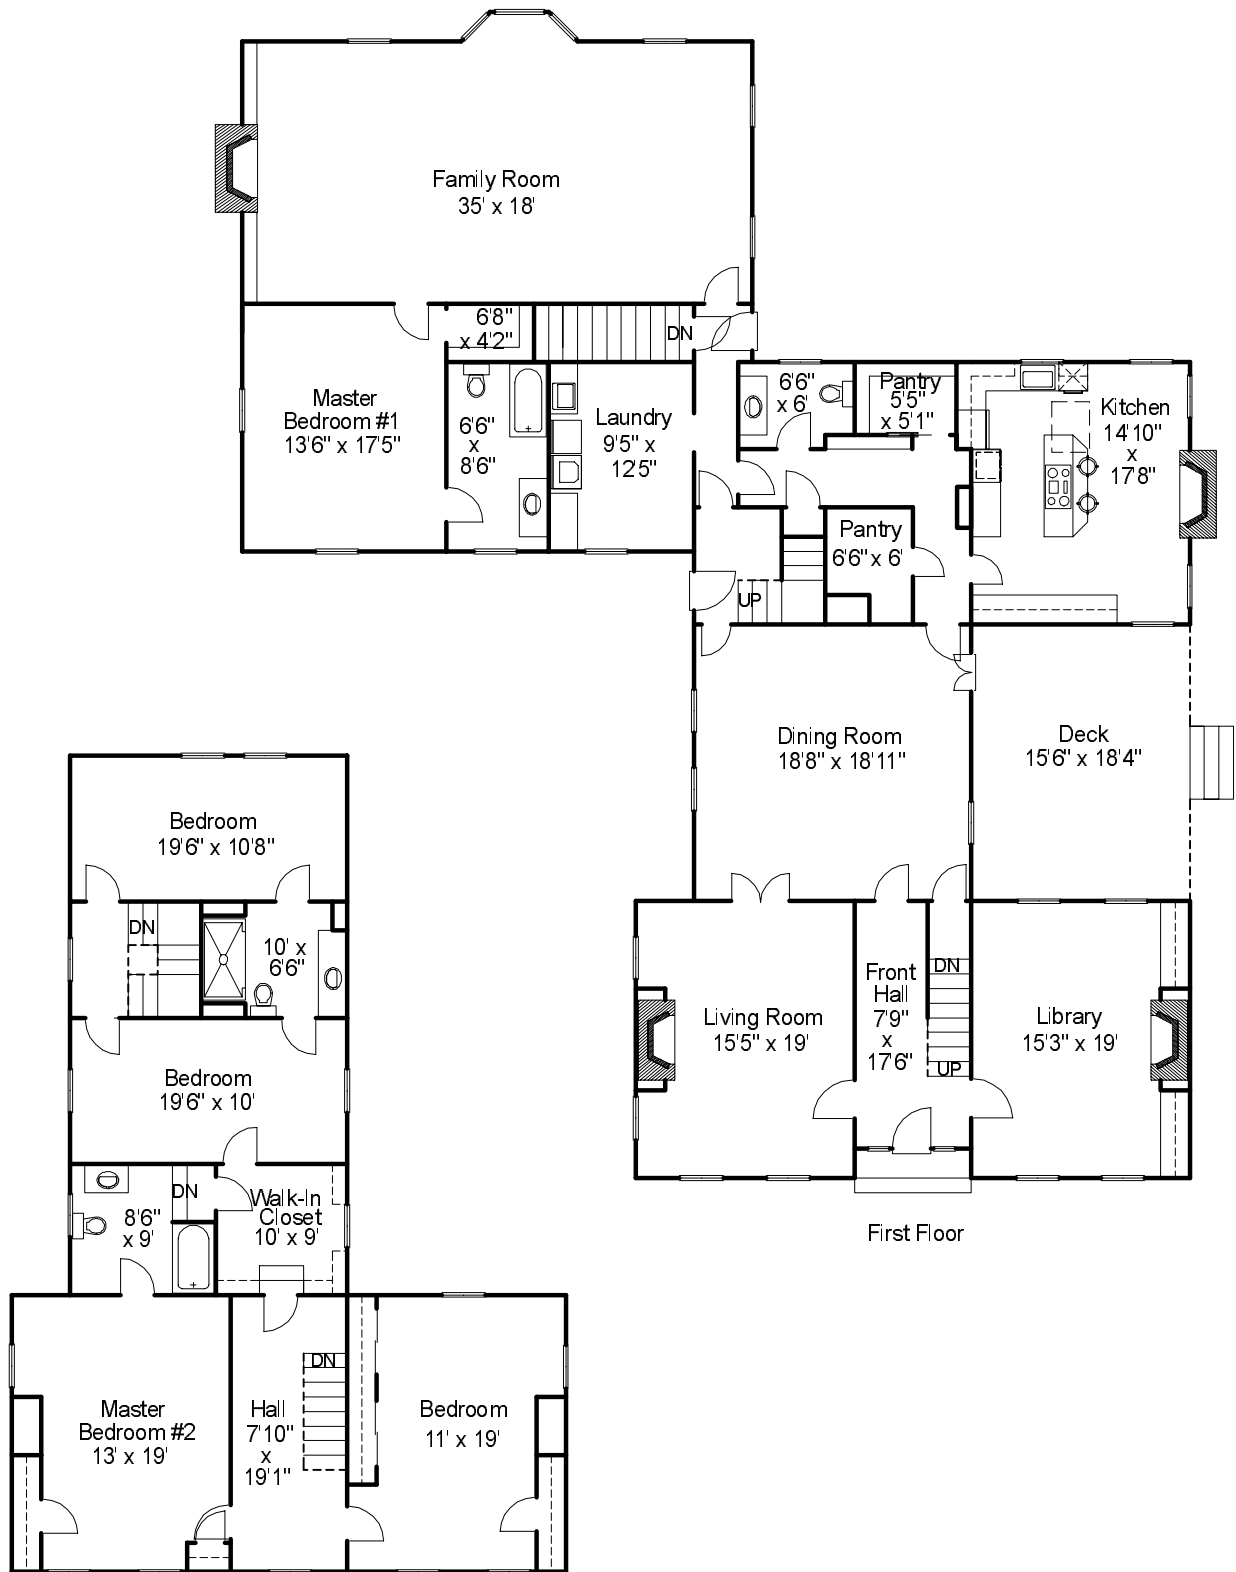 Family Room
35' x 18'
6'8"
x 4'2"
DN
Master
Bedroom #1
13'6" x 17'5"
6'6"
x
8'6"
Laundry
9'5" x
12'5"
6'6"
x 6'
Pantry
5'5"
x 5'1"
Kitchen
14'10"
x
17'8"
Pantry
6'6" x 6'
UP
Dining Room
18'8" x 18'11"
Deck
15'6" x 18'4"
Living Room
15'5" x 19'
Front
Hall
7'9"
x
17'6"
DN
UP
Library
15'3" x 19'
First Floor
Bedroom
19'6" x 10'8"
DN
10' x
6'6"
Bedroom
19'6" x 10'
DN
8'6"
x 9'
Walk-In
Closet
10' x 9'
Master
Bedroom #2
13' x 19'
Hall
7'10"
x
19'1"
DN
Bedroom
11' x 19'